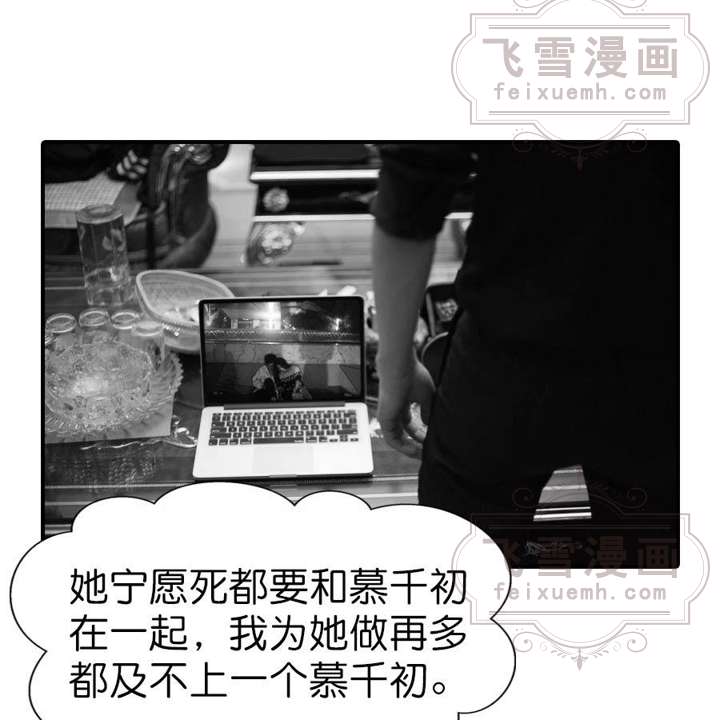 飞雪漫画
feixuemh.com
她宁愿死都要和慕千初
在一起，我为她做再多
都及不上一个慕千初。
飞雪漫画
feixuemh.com